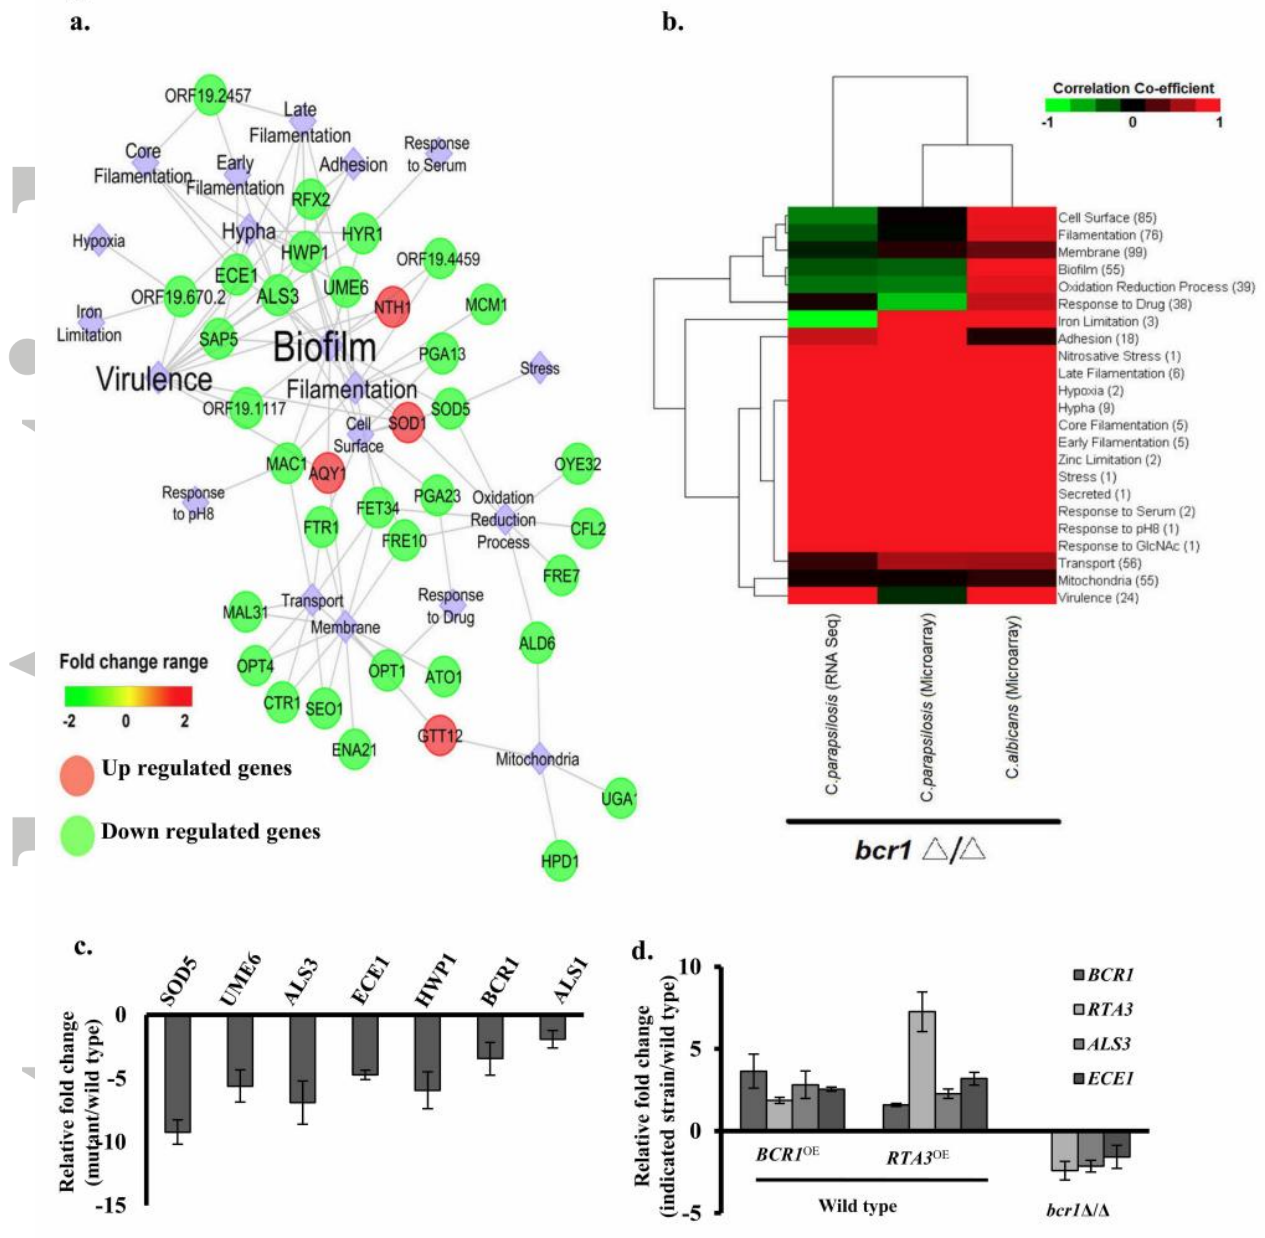 a.
ORF19.2457
Late
Filamentation
Core
Filamentation
Early
Filamentation
Adhesion
Response
to Serum
RFX2
Hypoxia
Hypha
HYR1
HWP1
ORF19.4459
ECE1
ORF19.670.2
ALS3
UME6
NTH1
MCM1
Iron
Limitation
SAP5
Biofilm
PGA13
Virulence
Filamentation
Stress
ORF19.1117
SOD5
SOD1
Cell
Surface
MAC1
AQY1
OYE32
Response
to pH8
FET34
PGA23
Oxidation
Reduction
Process
FTR1
FRE10
CFL2
FRE7
MAL31
Transport
Response
to Drug
Membrane
ALD6
OPT4
OPT1
ATO1
CTR1
SEO1
GTT12
ENA21
Mitochondria
UGA1
HPD1
Fold change range
-2 0 2
Up regulated genes
Down regulated genes
b.
Correlation Co-efficient
-1 0 1
Cell Surface (85)
Filamentation (76)
Membrane (99)
Biofilm (55)
Oxidation Reduction Process (39)
Response to Drug (38)
Iron Limitation (3)
Adhesion (18)
Nitrosative Stress (1)
Late Filamentation (6)
Hypoxia (2)
Hypha (9)
Core Filamentation (5)
Early Filamentation (5)
Zinc Limitation (2)
Stress (1)
Secreted (1)
Response to Serum (2)
Response to pH8 (1)
Response to GlcNAc (1)
Transport (56)
Mitochondria (55)
Virulence (24)
C.parapsilosis (RNA Seq)
C.parapsilosis (Microarray)
C.albicans (Microarray)
bcr1 △/△
c.
SOD5
UME6
ALS3
ECE1
HWP1
BCR1
ALS1
Relative fold change
(mutant/wild type)
0
-5
-10
-15
d.
Relative fold change
(indicated strain/wild type)
10
5
0
-5
BCR1
RTA3
ALS3
ECE1
BCR1OE
RTA3OE
Wild type
bcr1Δ/Δ